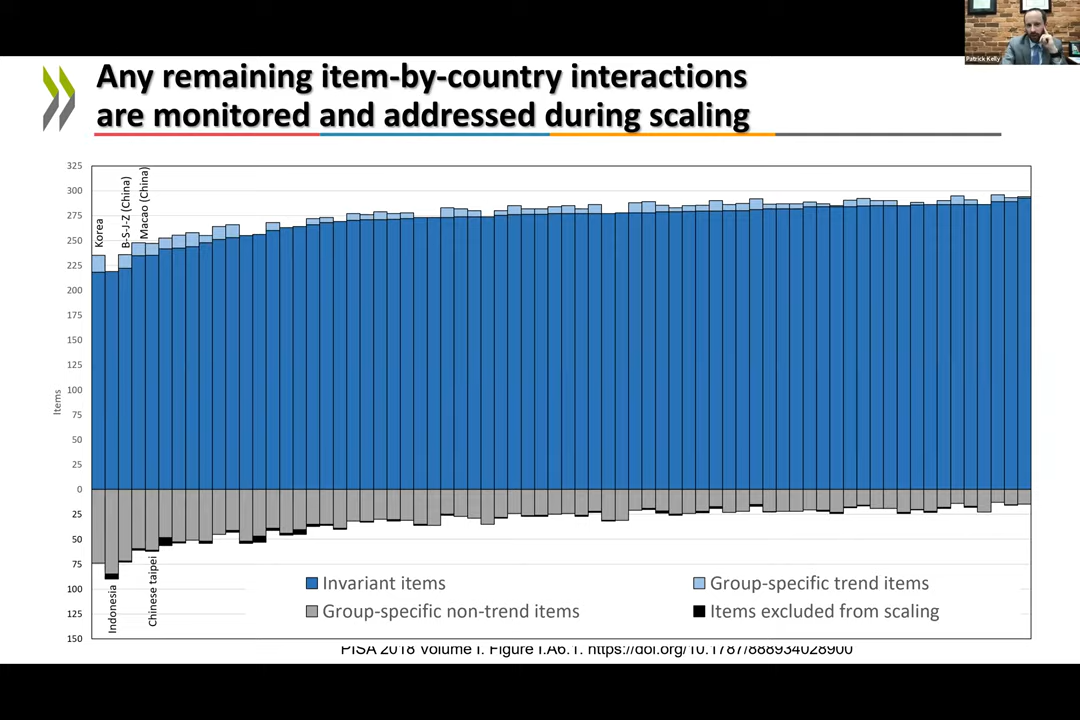 Patrick Kelly
Any remaining item-by-country interactions
are monitored and addressed during scaling
325
300
275
250
225
200
175
150
125
100
75
50
25
0
25
50
75
100
125
150
Items
Korea
B-S-J-Z (China)
Macao (China)
Indonesia
Chinese taipei
Invariant items
Group-specific trend items
Group-specific non-trend items
Items excluded from scaling
PISA 2018 Volume I. Figure I.A6.1. https://doi.org/10.1787/888934028900